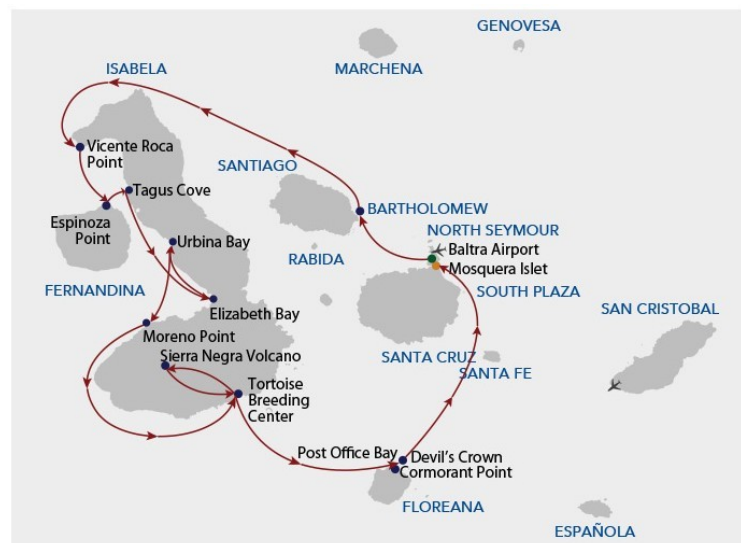 GENOVESA
ISABELA
MARCHENA
Vicente Roca
Point
SANTIAGO
Tagus Cove
BARTHOLOMEW
Espinoza
Point
NORTH SEYMOUR
Urbina Bay
Baltra Airport
RABIDA
Mosquera Islet
FERNANDINA
SOUTH PLAZA
Elizabeth Bay
SAN CRISTOBAL
Moreno Point
Sierra Negra Volcano
SANTA CRUZ
SANTA FE
Tortoise
Breeding
Center
Post Office Bay
Devil's Crown
Cormorant Point
FLOREANA
ESPAÑOLA